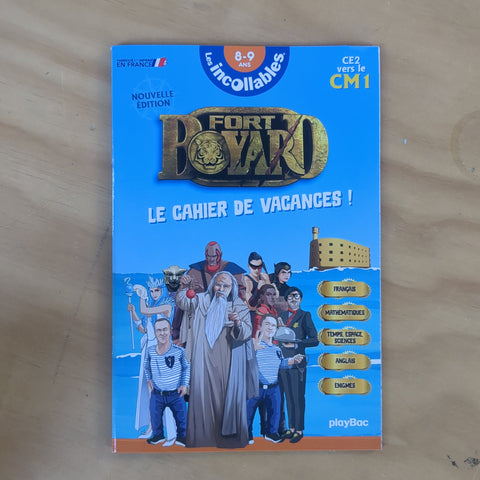 EN FRANCE
8-9
ANS
Les
incollables
CE2
vers le
CM1
NOUVELLE
ÉDITION
FORT
BOYARD
LE CAHIER DE VACANCES !
FRANÇAIS
MATHÉMATIQUES
TEMPS, ESPACE,
SCIENCES
ANGLAIS
ÉNIGMES
playBac